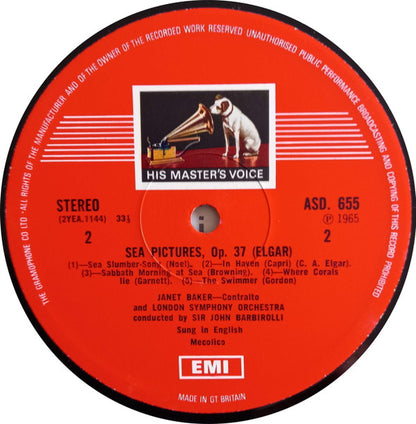 THE GRAMOPHONE CO LTD · ALL RIGHTS OF THE MANUFACTURER AND OF THE OWNER OF THE RECORDED WORK RESERVED UNAUTHORISED PUBLIC PERFORMANCE BROADCASTING AND COPYING OF THIS RECORD PROHIBITED
HIS MASTER'S VOICE
STEREO ASD. 655
(2YEA.1144) 33⅓ Ⓟ 1965
2 2
SEA PICTURES, Op. 37 (ELGAR)
(1)—Sea Slumber-Song (Noel). (2)—In Haven (Capri) (C. A. Elgar).
(3)—Sabbath Morning at Sea (Browning). (4)—Where Corals
lie (Garnett). (5)—The Swimmer (Gordon)
JANET BAKER—Contralto
and LONDON SYMPHONY ORCHESTRA
conducted by SIR JOHN BARBIROLLI
Sung in English
Mecolico
EMI
MADE IN GT BRITAIN